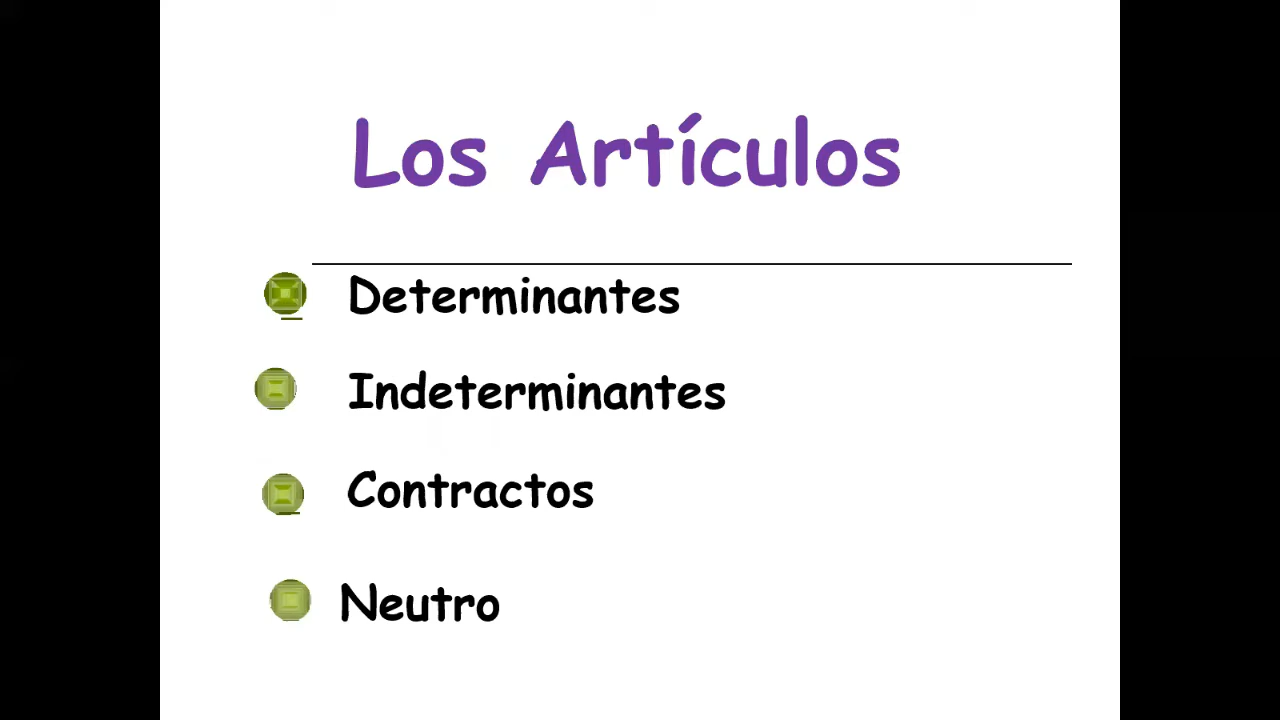 Los Artículos
Determinantes
Indeterminantes
Contractos
Neutro